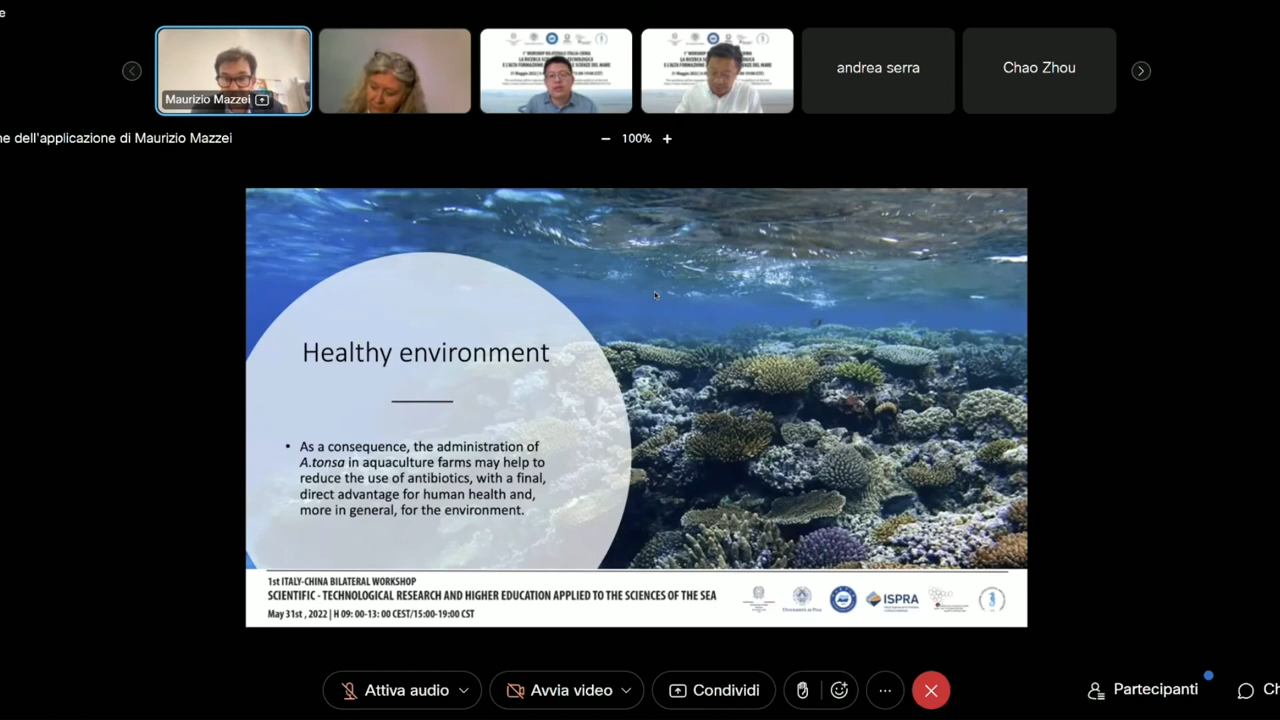 e
andrea serra
Chao Zhou
Maurizio Mazzei
ne dell'applicazione di Maurizio Mazzei
− 100% +
Healthy environment
• As a consequence, the administration of
A.tonsa in aquaculture farms may help to
reduce the use of antibiotics, with a final,
direct advantage for human health and,
more in general, for the environment.
1st ITALY-CHINA BILATERAL WORKSHOP
SCIENTIFIC - TECHNOLOGICAL RESEARCH AND HIGHER EDUCATION APPLIED TO THE SCIENCES OF THE SEA
May 31st , 2022 | H 09: 00-13: 00 CEST/15:00-19:00 CST
ISPRA
Attiva audio
Avvia video
Condividi
Partecipanti
Ch